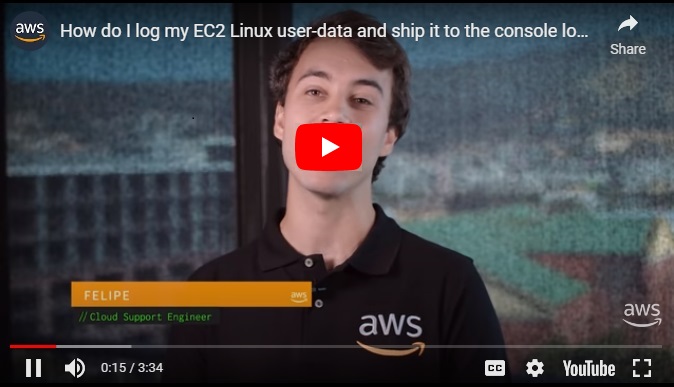 aws
How do I log my EC2 Linux user-data and ship it to the console lo...
Share
FELIPE
aws
//Cloud Support Engineer
aws
aws
0:15 / 3:34
CC
YouTube